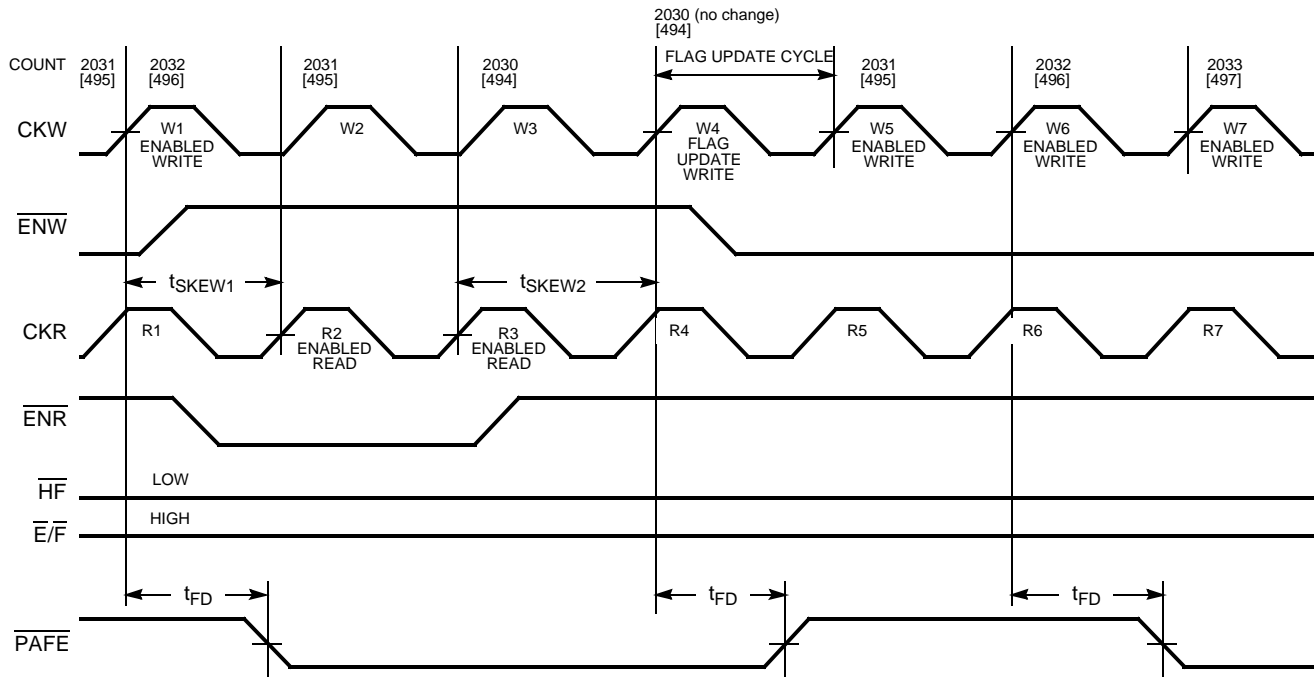 2030 (no change)
[494]
COUNT 2031 2032 2031 2030 FLAG UPDATE CYCLE 2031 2032 2033
[495] [496] [495] [494] [495] [496] [497]
CKW W1 W2 W3 W4 W5 W6 W7
ENABLED FLAG ENABLED ENABLED ENABLED
WRITE UPDATE WRITE WRITE WRITE
WRITE
ENW
tSKEW1 tSKEW2
CKR R1 R2 R3 R4 R5 R6 R7
ENABLED ENABLED
READ READ
ENR
LOW
HF
HIGH
E/F
tFD tFD tFD
PAFE